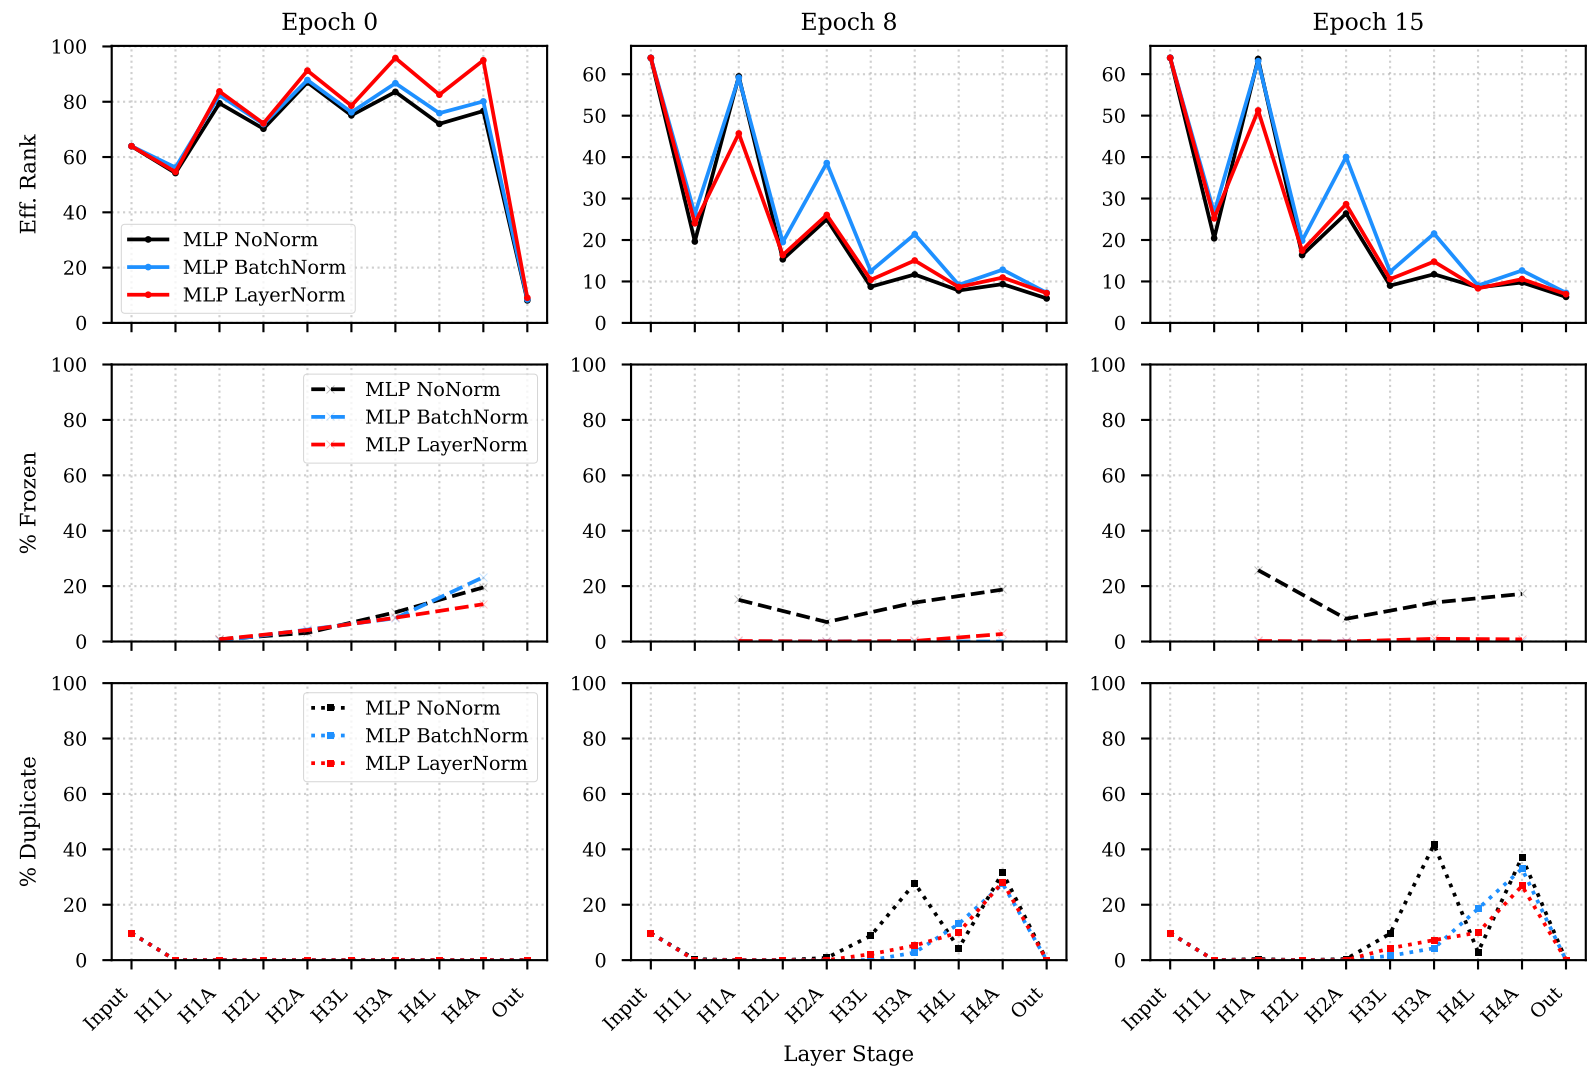 Epoch 0
Epoch 8
Epoch 15
Eff. Rank
100
80
60
40
20
0
MLP NoNorm
MLP BatchNorm
MLP LayerNorm
60
50
40
30
20
10
0
60
50
40
30
20
10
0
% Frozen
100
80
60
40
20
0
MLP NoNorm
MLP BatchNorm
MLP LayerNorm
100
80
60
40
20
0
100
80
60
40
20
0
% Duplicate
100
80
60
40
20
0
MLP NoNorm
MLP BatchNorm
MLP LayerNorm
100
80
60
40
20
0
100
80
60
40
20
0
Input H1L H1A H2L H2A H3L H3A H4L H4A Out
Input H1L H1A H2L H2A H3L H3A H4L H4A Out
Input H1L H1A H2L H2A H3L H3A H4L H4A Out
Layer Stage